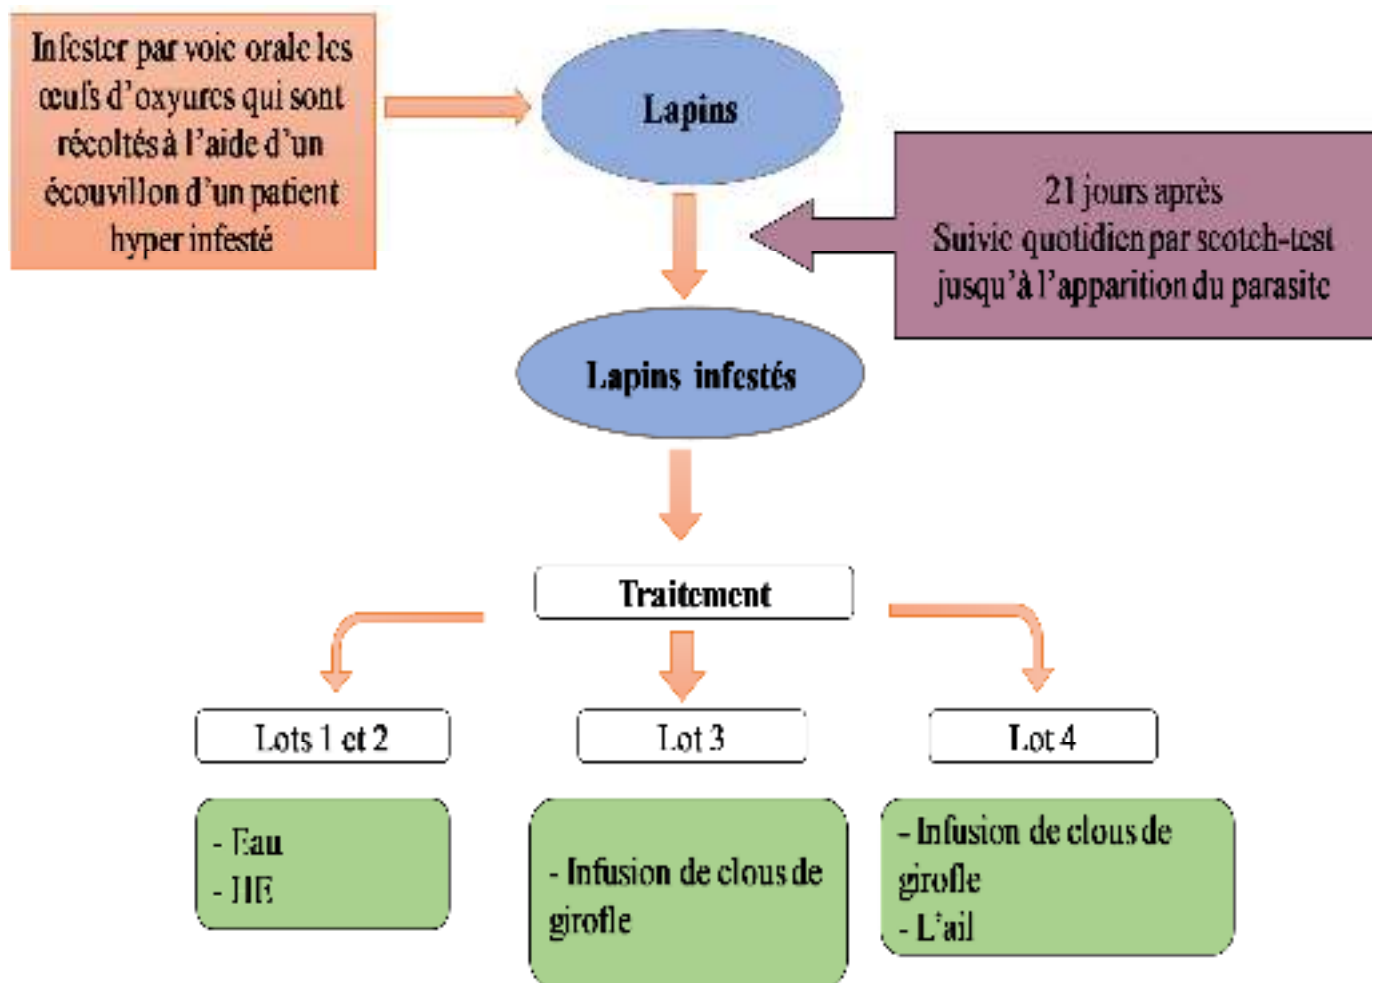 Infester par voie orale les
œufs d'oxyures qui sont
récoltés à l'aide d'un
écouvillon d'un patient
hyper infesté
Lapins
21 jours après
Suivie quotidien par scotch-test
jusqu'à l'apparition du parasite
Lapins infestés
Traitement
Lots 1 et 2
Lot 3
Lot 4
- Eau
- HE
- Infusion de clous de
girofle
- Infusion de clous de
girofle
- L'ail